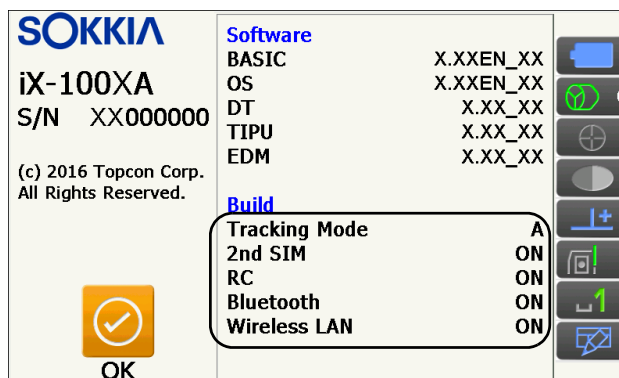 SOKKIA
iX-100XA
S/N XX000000
(c) 2016 Topcon Corp.
All Rights Reserved.
OK
Software
BASIC X.XXEN_XX
OS X.XXEN_XX
DT X.XX_XX
TIPU X.XX_XX
EDM X.XX_XX
Build
Tracking Mode A
2nd SIM ON
RC ON
Bluetooth ON
Wireless LAN ON
1